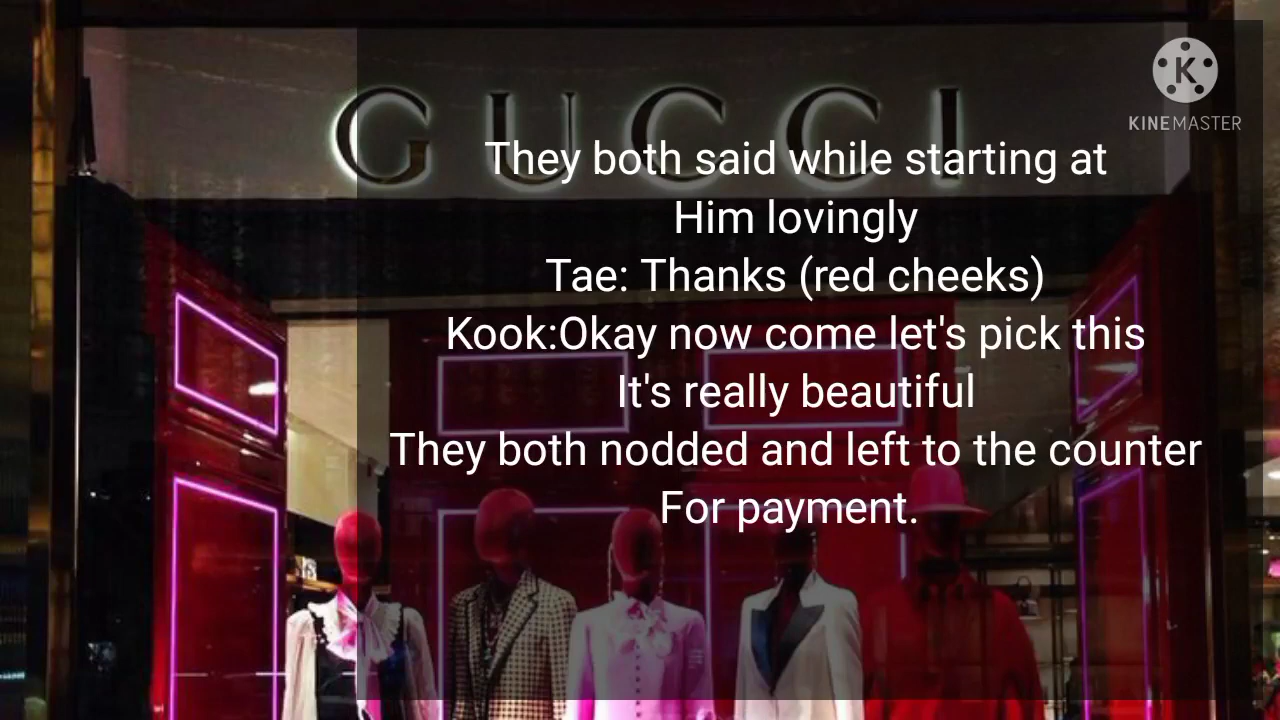 GUCCI
KINEMASTER
They both said while starting at
Him lovingly
Tae: Thanks (red cheeks)
Kook:Okay now come let's pick this
It's really beautiful
They both nodded and left to the counter
For payment.